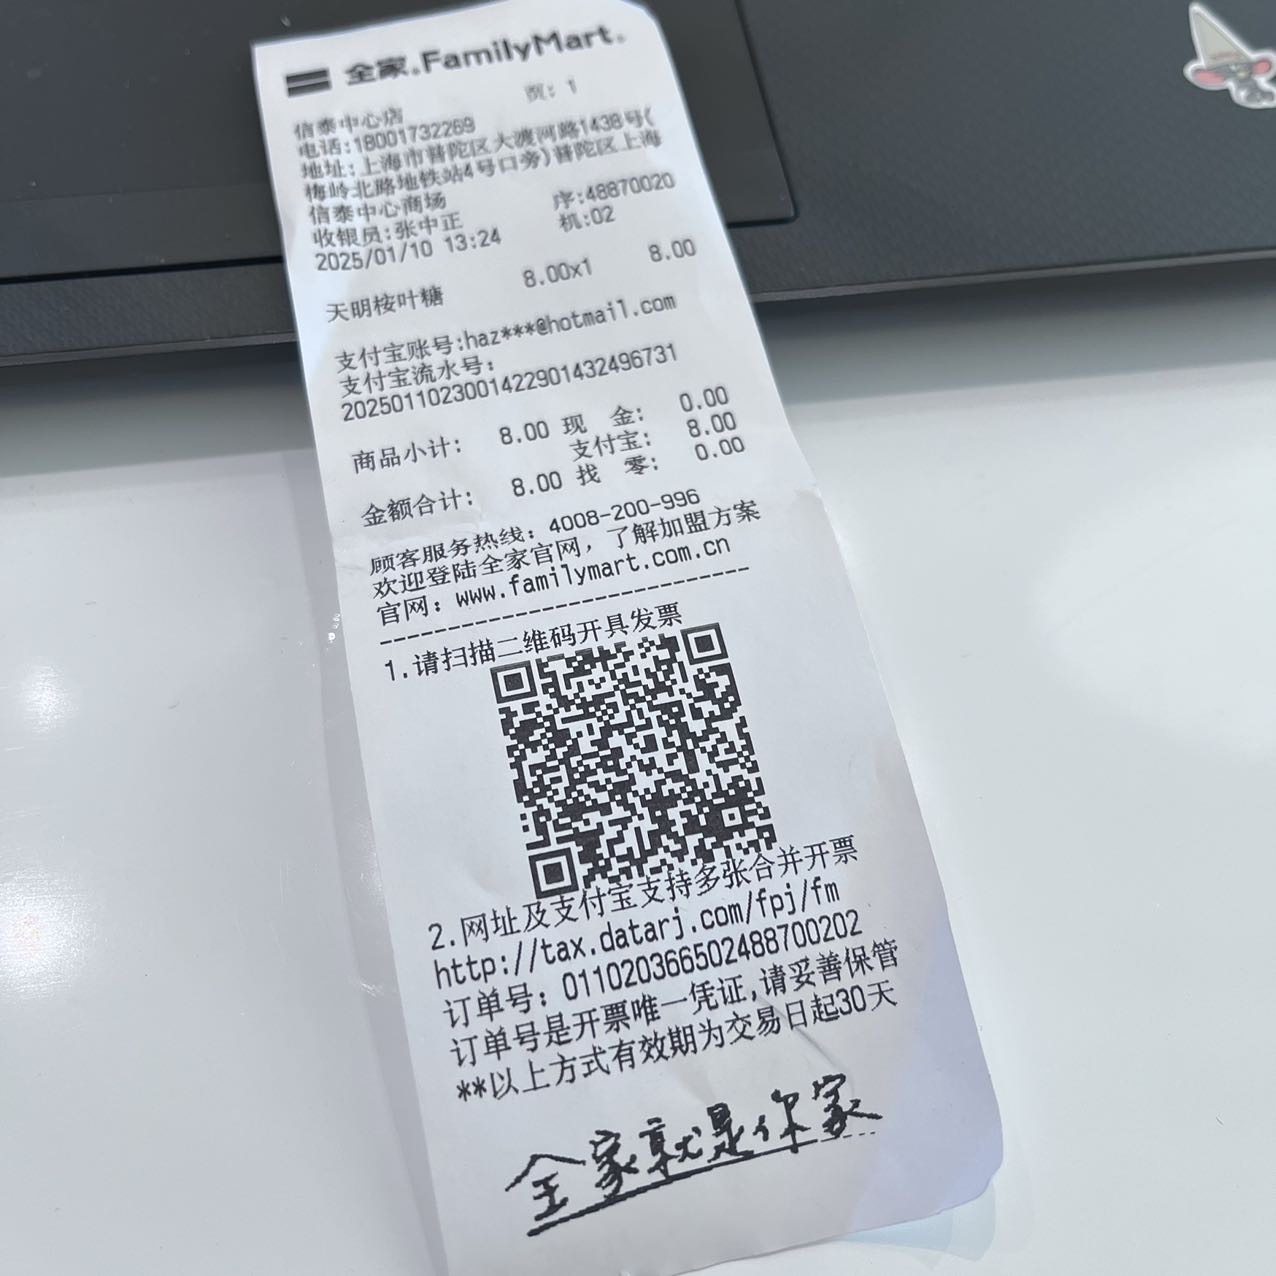 全家.FamilyMart.
页: 1
信泰中心店
电话:18001732269
地址:上海市普陀区大渡河路1438号(
梅岭北路地铁站4号口旁)普陀区上海
信泰中心商场 序:48870020
收银员:张中正 机:02
2025/01/10 13:24
天明桉叶糖 8.00x1 8.00
支付宝账号:haz***@hotmail.com
支付宝流水号:
2025011023001422901432496731
商品小计: 8.00 现 金: 0.00
支付宝: 8.00
金额合计: 8.00 找 零: 0.00
顾客服务热线: 4008-200-996
欢迎登陆全家官网,了解加盟方案
官网: www.familymart.com.cn
1.请扫描二维码开具发票
2.网址及支付宝支持多张合并开票
http://tax.datarj.com/fpj/fm
订单号: 011020366502488700202
订单号是开票唯一凭证,请妥善保管
**以上方式有效期为交易日起30天
全家就是你家